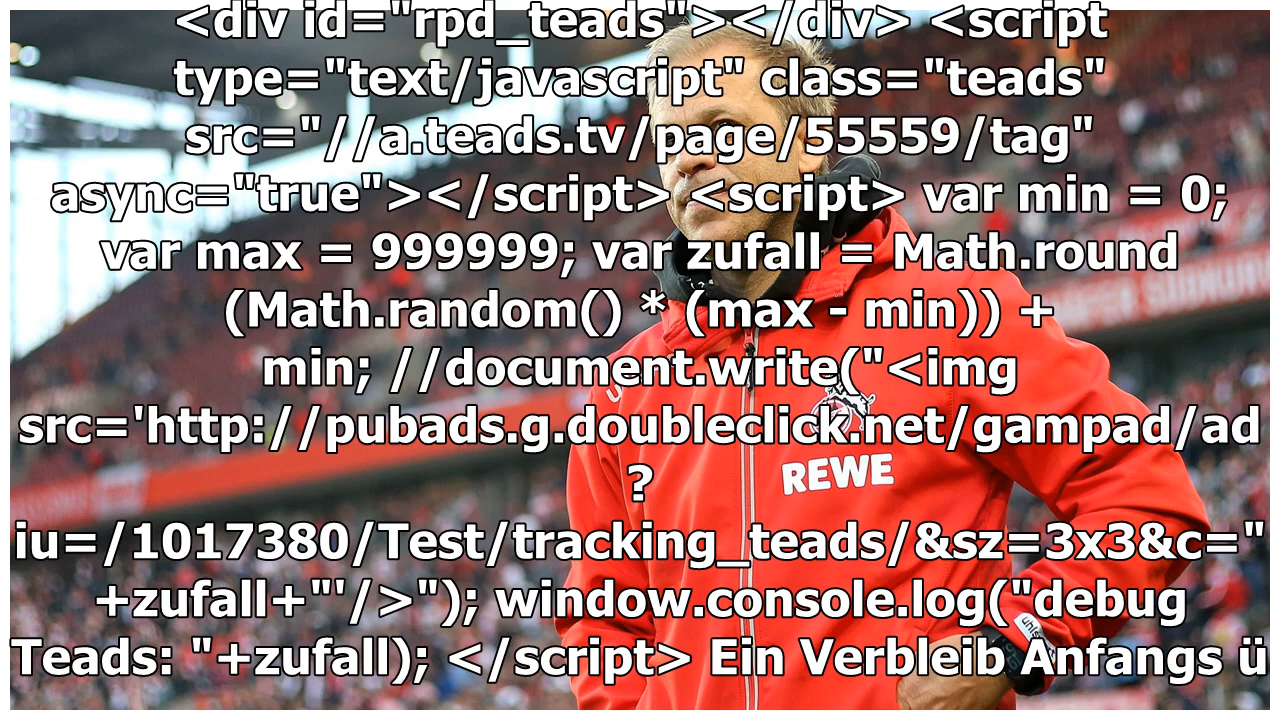 <div id="rpd_teads"></div> <script
type="text/javascript" class="teads"
src="//a.teads.tv/page/55559/tag"
async="true"></script> <script> var min = 0;
var max = 999999; var zufall = Math.round
(Math.random() * (max - min)) +
min; //document.write("<img
src='http://pubads.g.doubleclick.net/gampad/ad
?
iu=/1017380/Test/tracking_teads/&sz=3x3&c="
+zufall+"'/>"); window.console.log("debug
Teads: "+zufall); </script> Ein Verbleib Anfangs ü
REWE
uhlsport